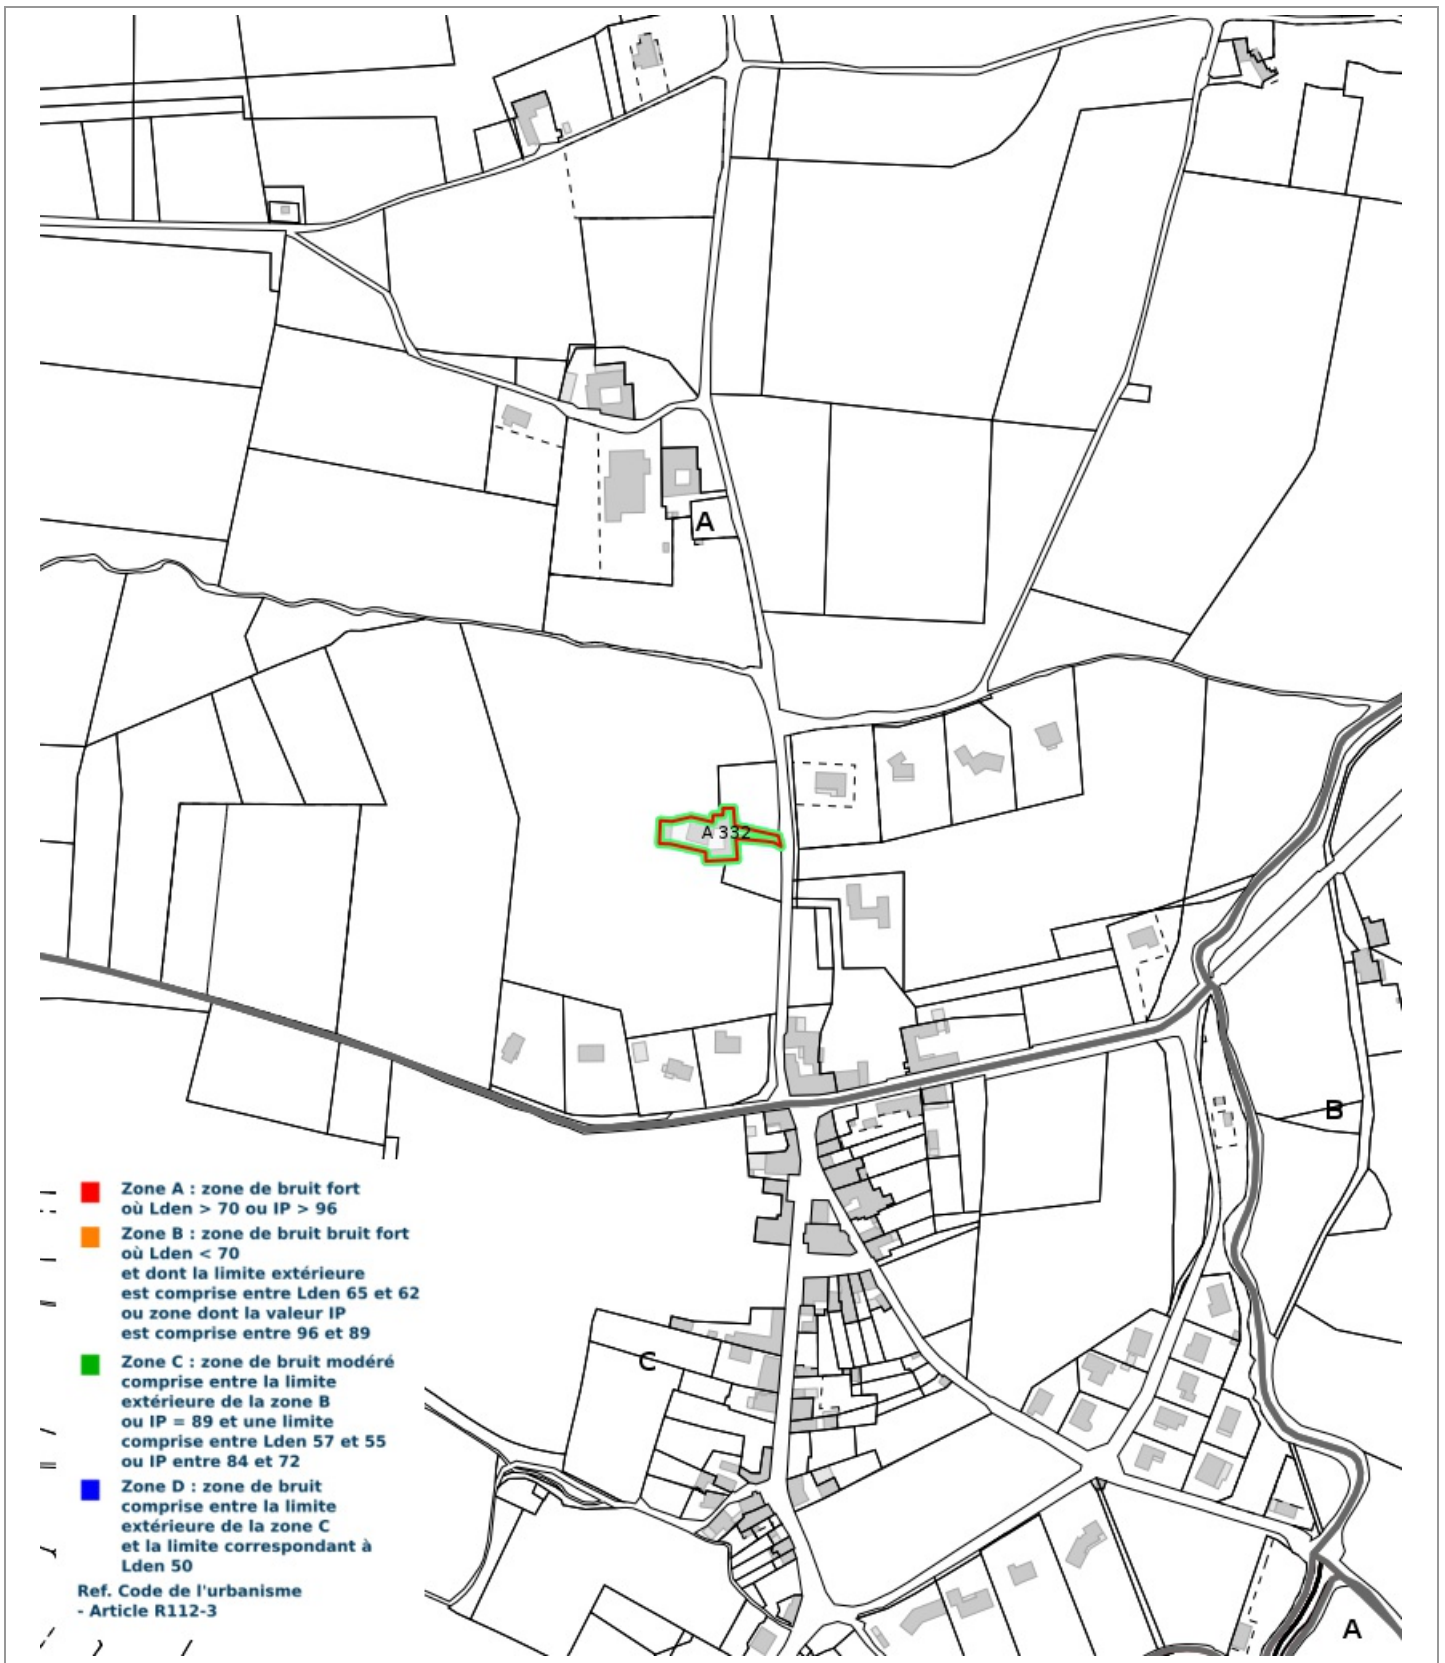 A
A 332
B
C
A
Zone A : zone de bruit fort
où Lden > 70 ou IP > 96
Zone B : zone de bruit bruit fort
où Lden < 70
et dont la limite extérieure
est comprise entre Lden 65 et 62
ou zone dont la valeur IP
est comprise entre 96 et 89
Zone C : zone de bruit modéré
comprise entre la limite
extérieure de la zone B
ou IP = 89 et une limite
comprise entre Lden 57 et 55
ou IP entre 84 et 72
Zone D : zone de bruit
comprise entre la limite
extérieure de la zone C
et la limite correspondant à
Lden 50
Ref. Code de l'urbanisme
- Article R112-3